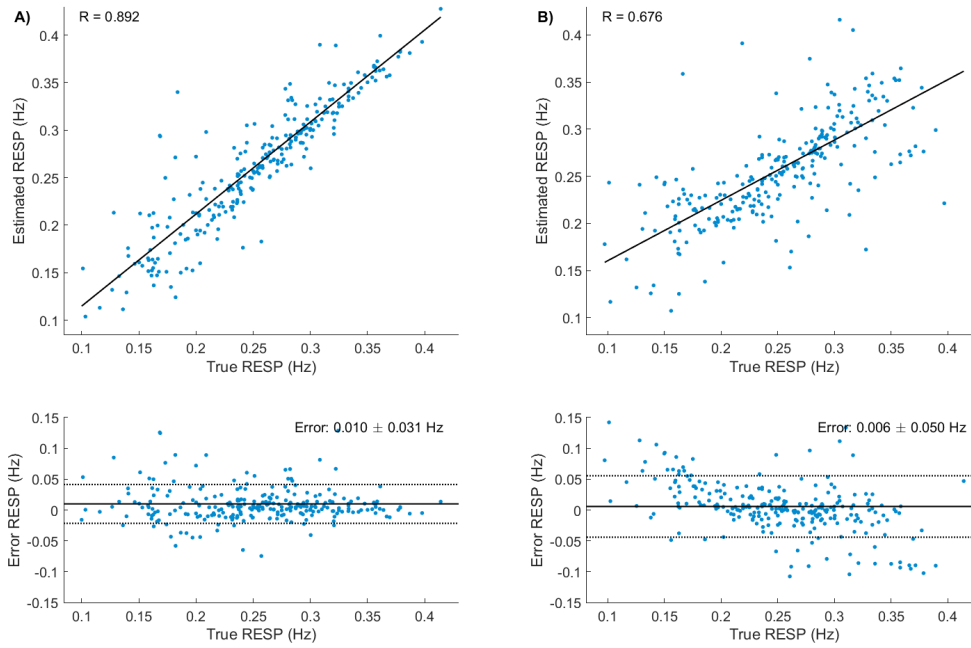 A)
R = 0.892
Estimated RESP (Hz)
0.4
0.35
0.3
0.25
0.2
0.15
0.1
0.1 0.15 0.2 0.25 0.3 0.35 0.4
True RESP (Hz)
B)
R = 0.676
Estimated RESP (Hz)
0.4
0.35
0.3
0.25
0.2
0.15
0.1
0.1 0.15 0.2 0.25 0.3 0.35 0.4
True RESP (Hz)
Error: 0.010 ± 0.031 Hz
Error RESP (Hz)
0.15
0.1
0.05
0
-0.05
-0.1
-0.15
0.1 0.15 0.2 0.25 0.3 0.35 0.4
True RESP (Hz)
Error: 0.006 ± 0.050 Hz
Error RESP (Hz)
0.15
0.1
0.05
0
-0.05
-0.1
-0.15
0.1 0.15 0.2 0.25 0.3 0.35 0.4
True RESP (Hz)